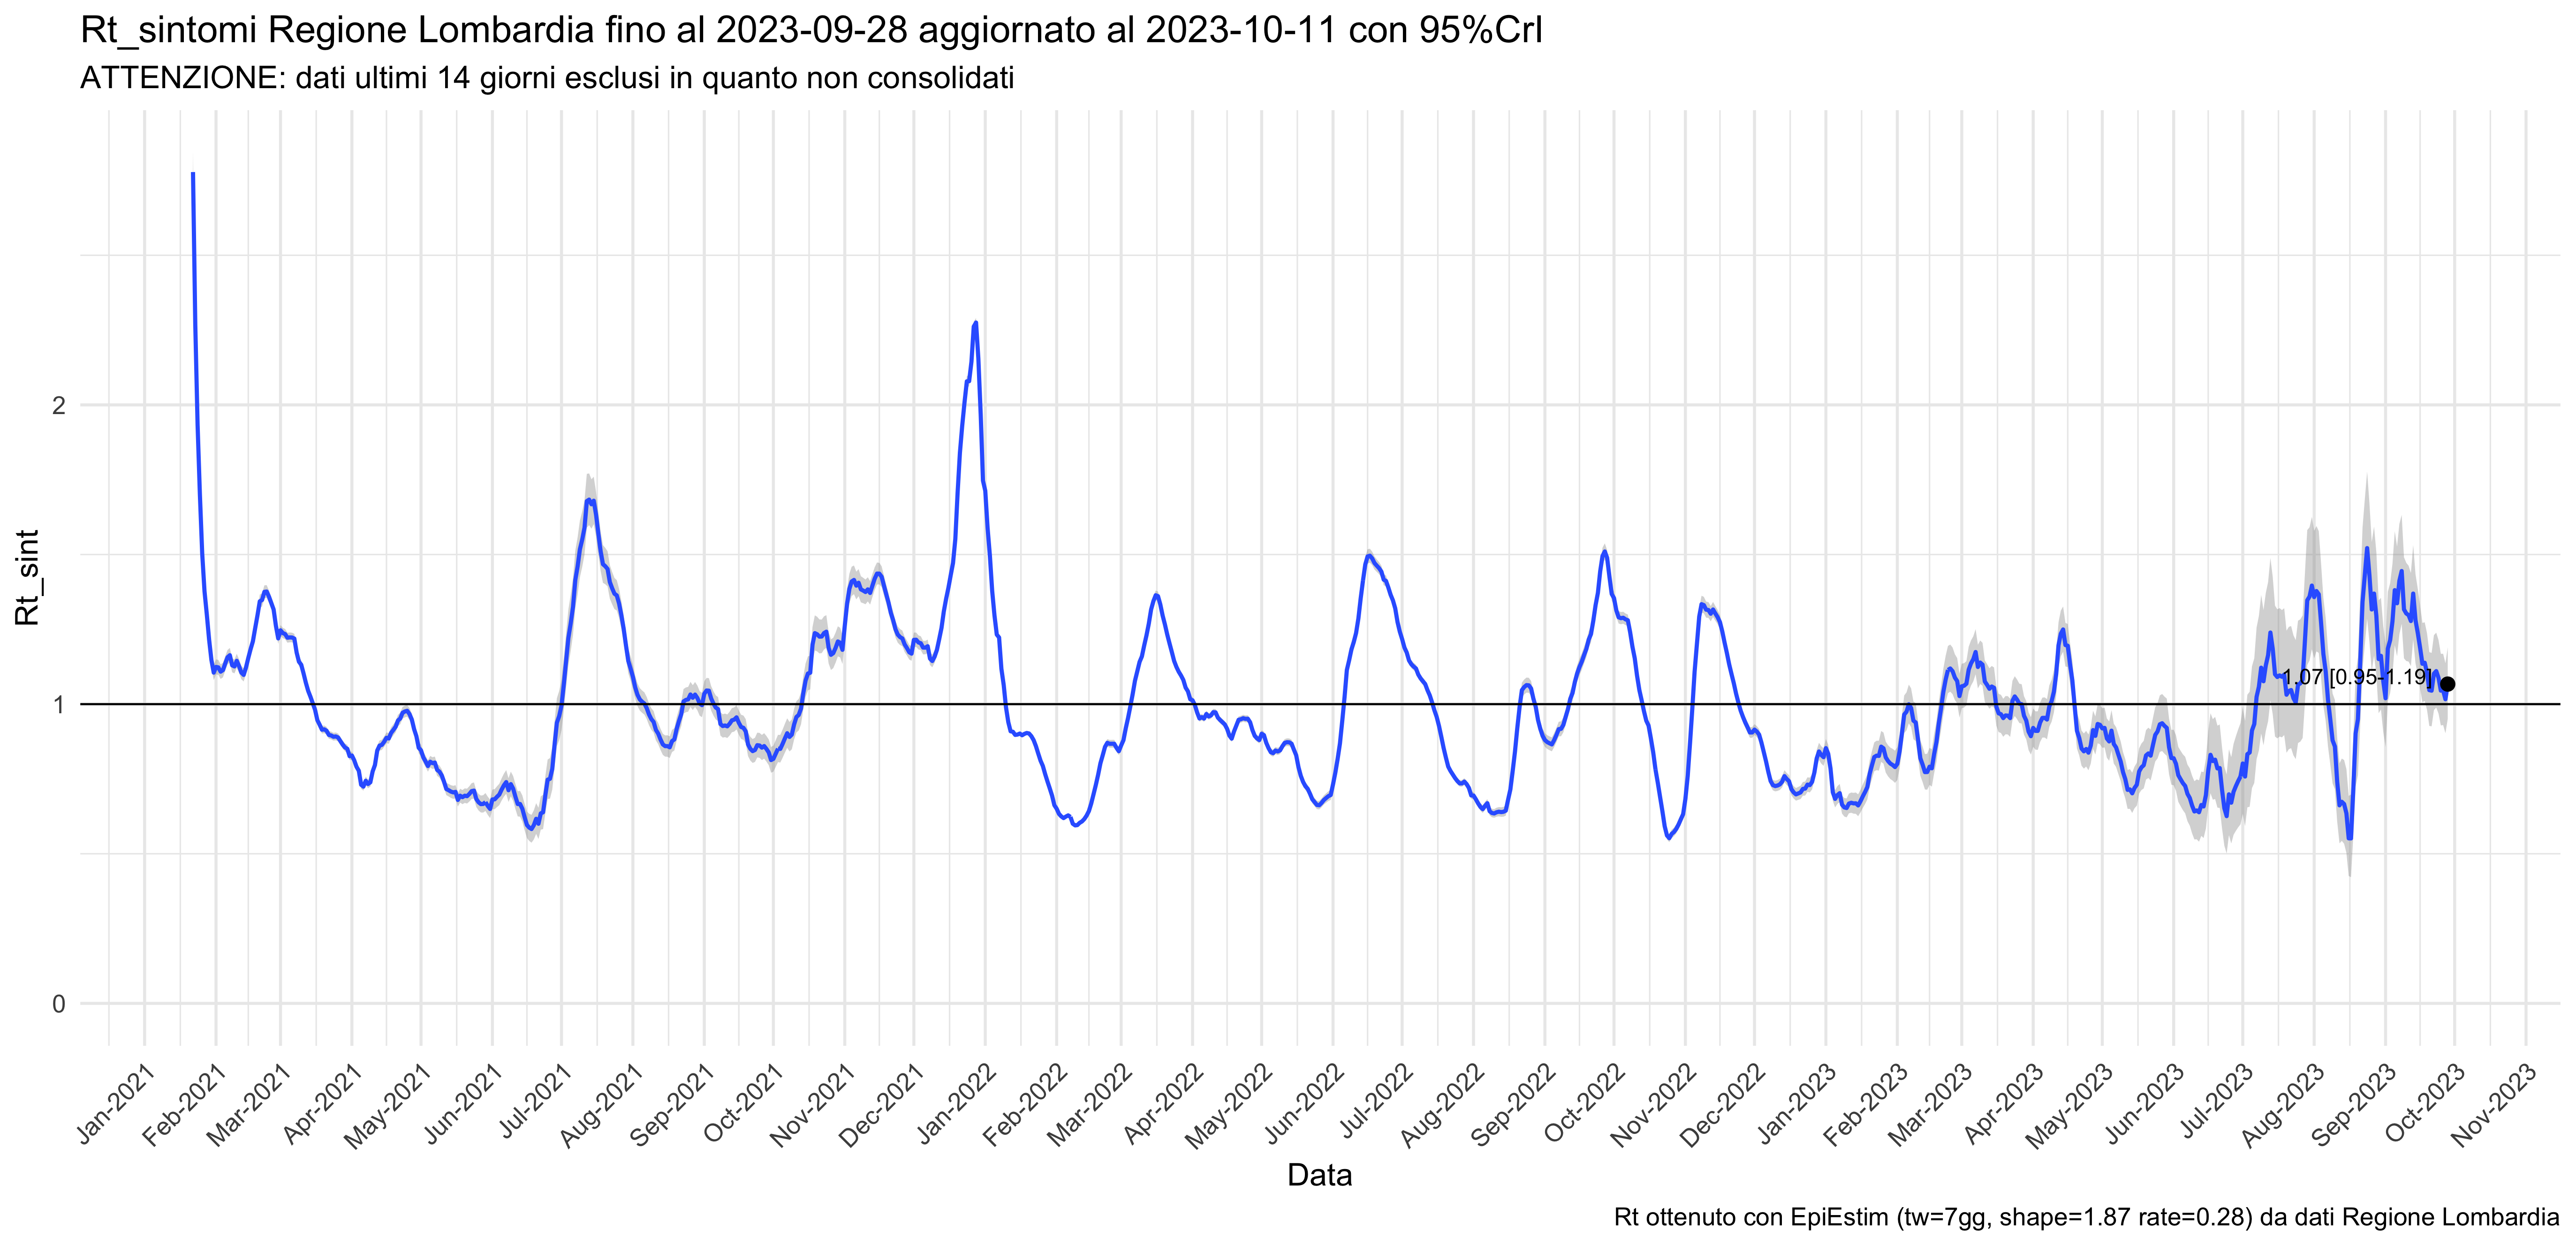 Rt_sintomi Regione Lombardia fino al 2023-09-28 aggiornato al 2023-10-11 con 95%CrI
ATTENZIONE: dati ultimi 14 giorni esclusi in quanto non consolidati
Rt_sint
2
1
0
1.07 [0.95-1.19]
Jan-2021
Feb-2021
Mar-2021
Apr-2021
May-2021
Jun-2021
Jul-2021
Aug-2021
Sep-2021
Oct-2021
Nov-2021
Dec-2021
Jan-2022
Feb-2022
Mar-2022
Apr-2022
May-2022
Jun-2022
Jul-2022
Aug-2022
Sep-2022
Oct-2022
Nov-2022
Dec-2022
Jan-2023
Feb-2023
Mar-2023
Apr-2023
May-2023
Jun-2023
Jul-2023
Aug-2023
Sep-2023
Oct-2023
Nov-2023
Data
Rt ottenuto con EpiEstim (tw=7gg, shape=1.87 rate=0.28) da dati Regione Lombardia